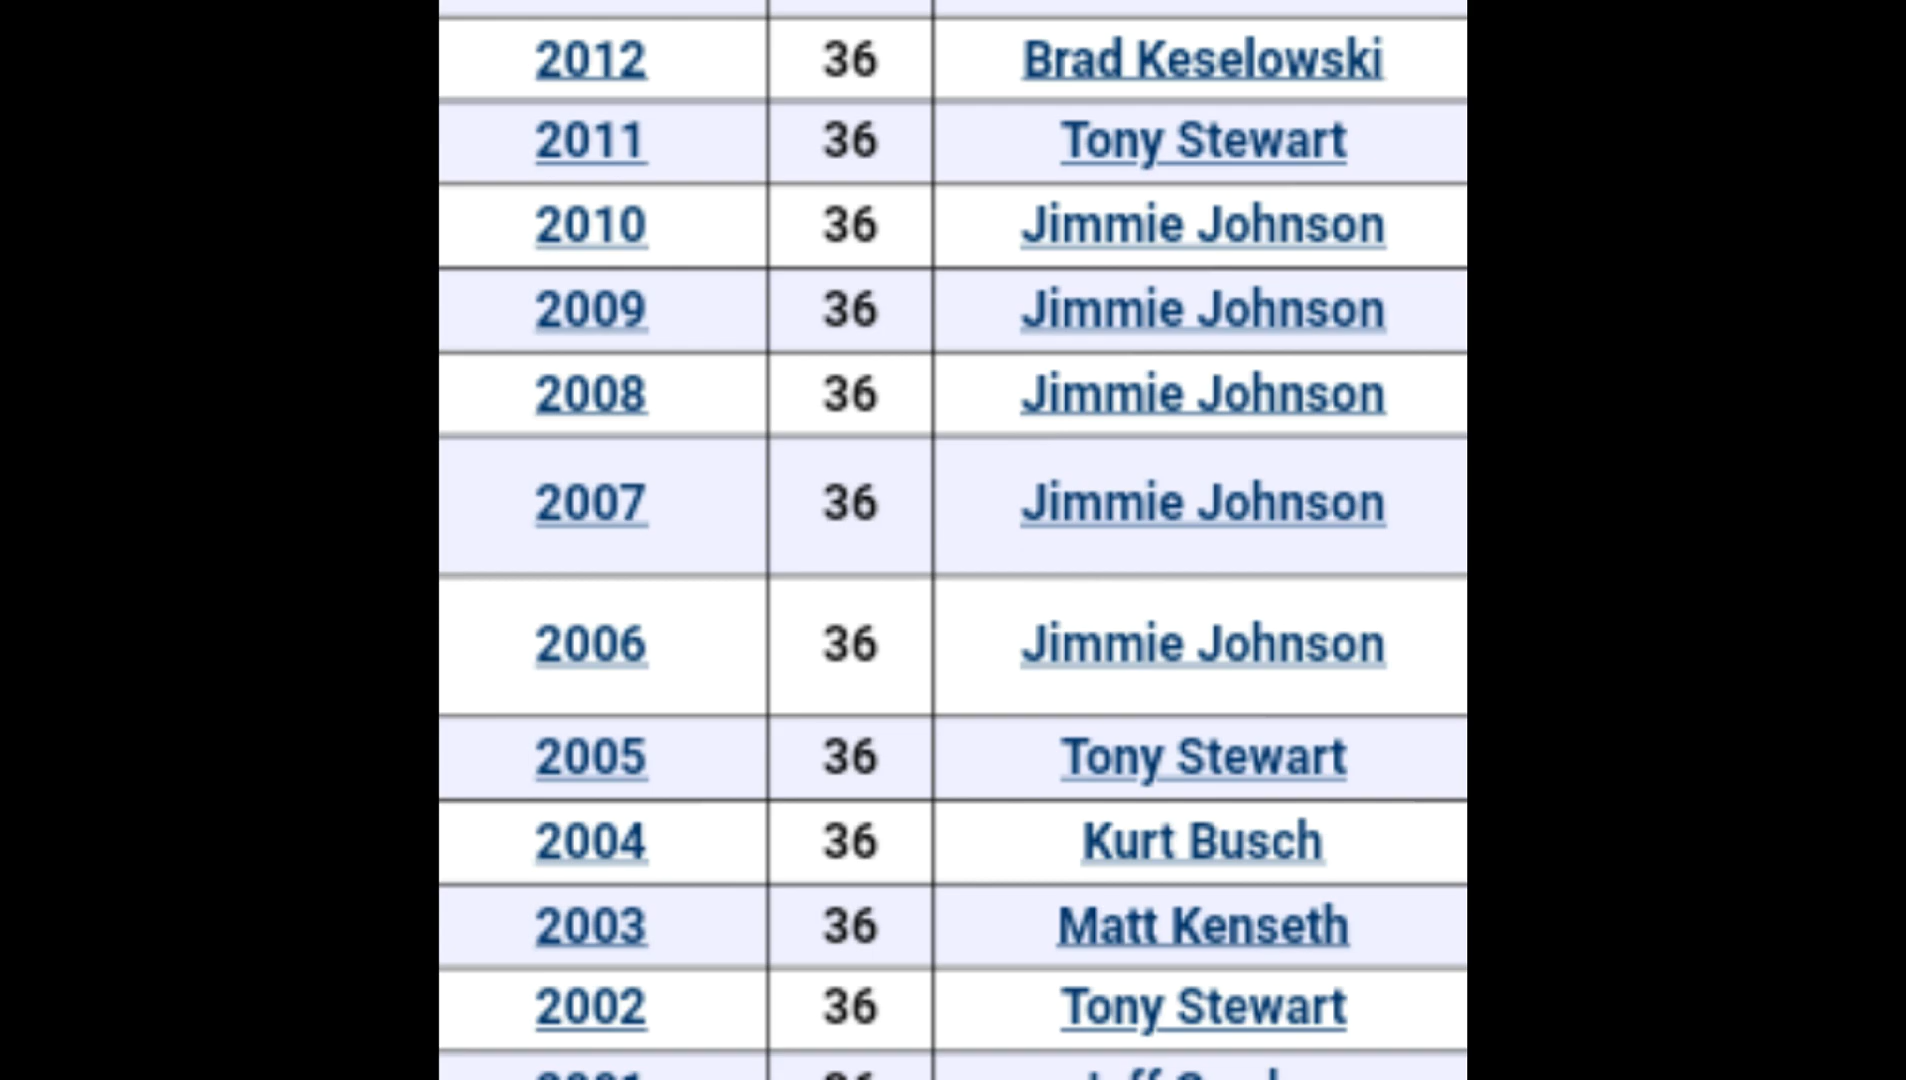 2012 36 Brad Keselowski
2011 36 Tony Stewart
2010 36 Jimmie Johnson
2009 36 Jimmie Johnson
2008 36 Jimmie Johnson
2007 36 Jimmie Johnson
2006 36 Jimmie Johnson
2005 36 Tony Stewart
2004 36 Kurt Busch
2003 36 Matt Kenseth
2002 36 Tony Stewart